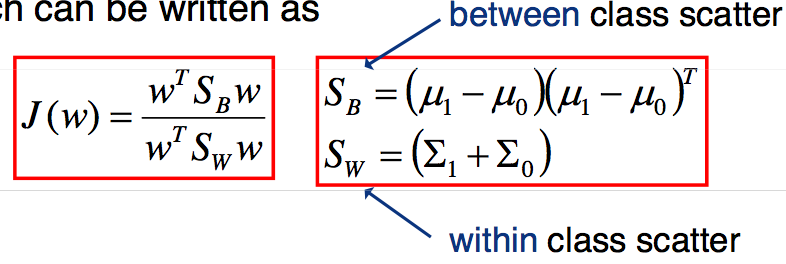 ch can be written as
between class scatter
J(w) = w^T S_B w / w^T S_W w
S_B = (μ_1 − μ_0)(μ_1 − μ_0)^T
S_W = (Σ_1 + Σ_0)
within class scatter